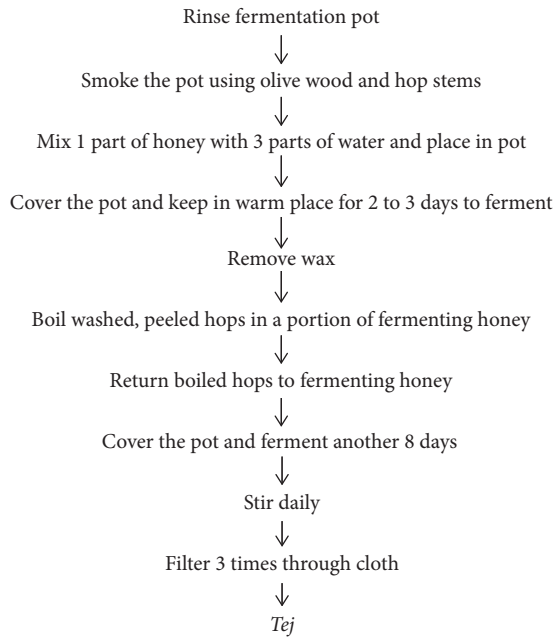 Rinse fermentation pot
Smoke the pot using olive wood and hop stems
Mix 1 part of honey with 3 parts of water and place in pot
Cover the pot and keep in warm place for 2 to 3 days to ferment
Remove wax
Boil washed, peeled hops in a portion of fermenting honey
Return boiled hops to fermenting honey
Cover the pot and ferment another 8 days
Stir daily
Filter 3 times through cloth
Tej